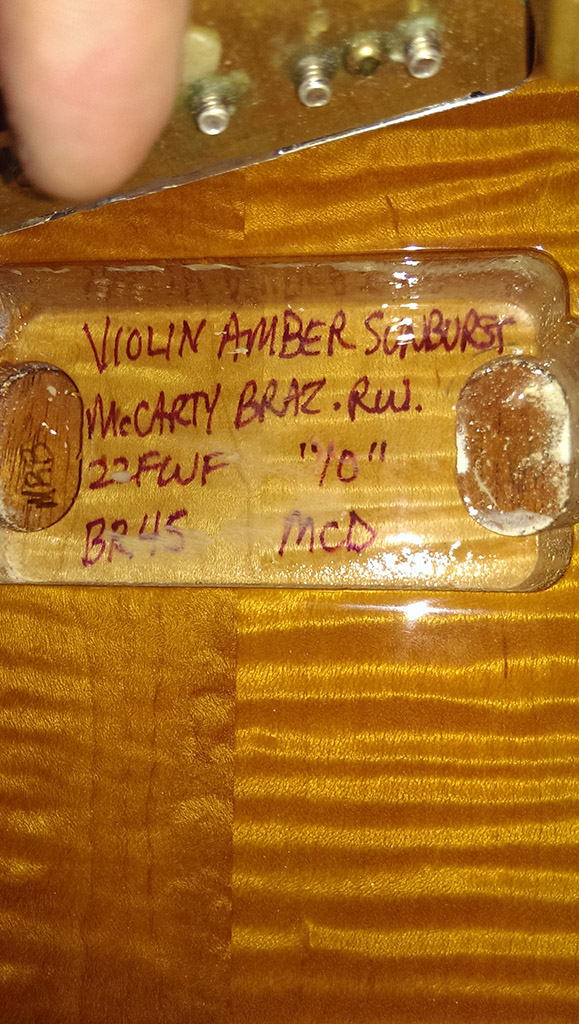 VIOLIN AMBER SUNBURST
McCARTY BRAZ. RW.
22FWF "10"
BR45 MCD